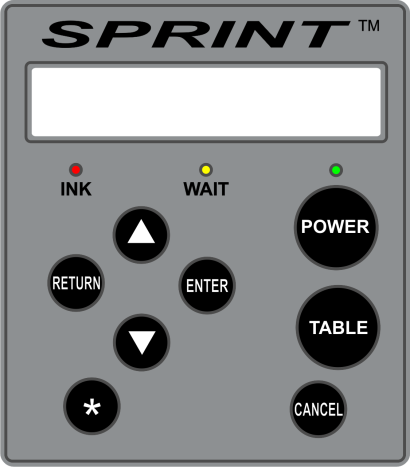 SPRINT™
INK
WAIT
POWER
RETURN
ENTER
TABLE
*
CANCEL